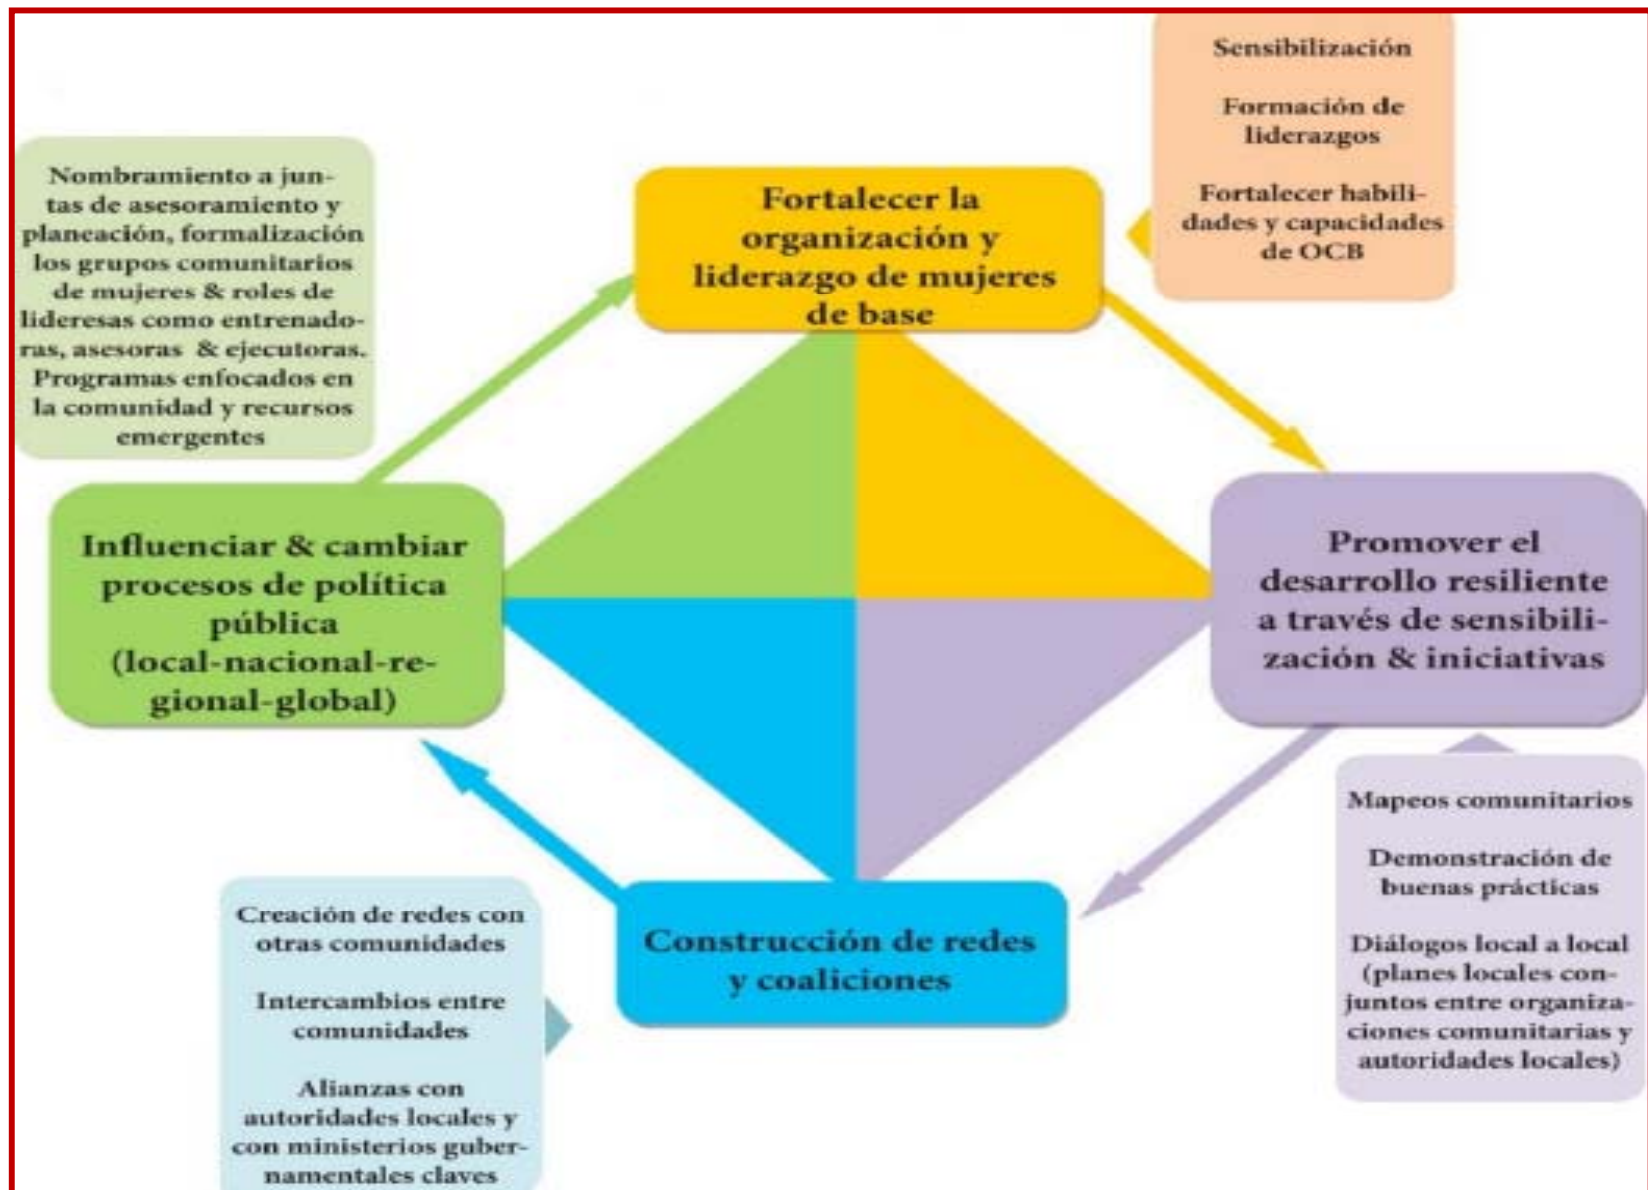 Sensibilización
Formación de
liderazgos
Fortalecer habili-
dades y capacidades
de OCB
Nombramiento a jun-
tas de asesoramiento y
planeación, formalización
los grupos comunitarios
de mujeres & roles de
lideresas como entrenado-
ras, asesoras & ejecutoras.
Programas enfocados en
la comunidad y recursos
emergentes
Fortalecer la
organización y
liderazgo de mujeres
de base
Influenciar & cambiar
procesos de política
pública
(local-nacional-re-
gional-global)
Promover el
desarrollo resiliente
a través de sensibili-
zación & iniciativas
Mapeos comunitarios
Demonstración de
buenas prácticas
Diálogos local a local
(planes locales con-
juntos entre organiza-
ciones comunitarias y
autoridades locales)
Construcción de redes
y coaliciones
Creación de redes con
otras comunidades
Intercambios entre
comunidades
Alianzas con
autoridades locales y
con ministerios guber-
namentales claves